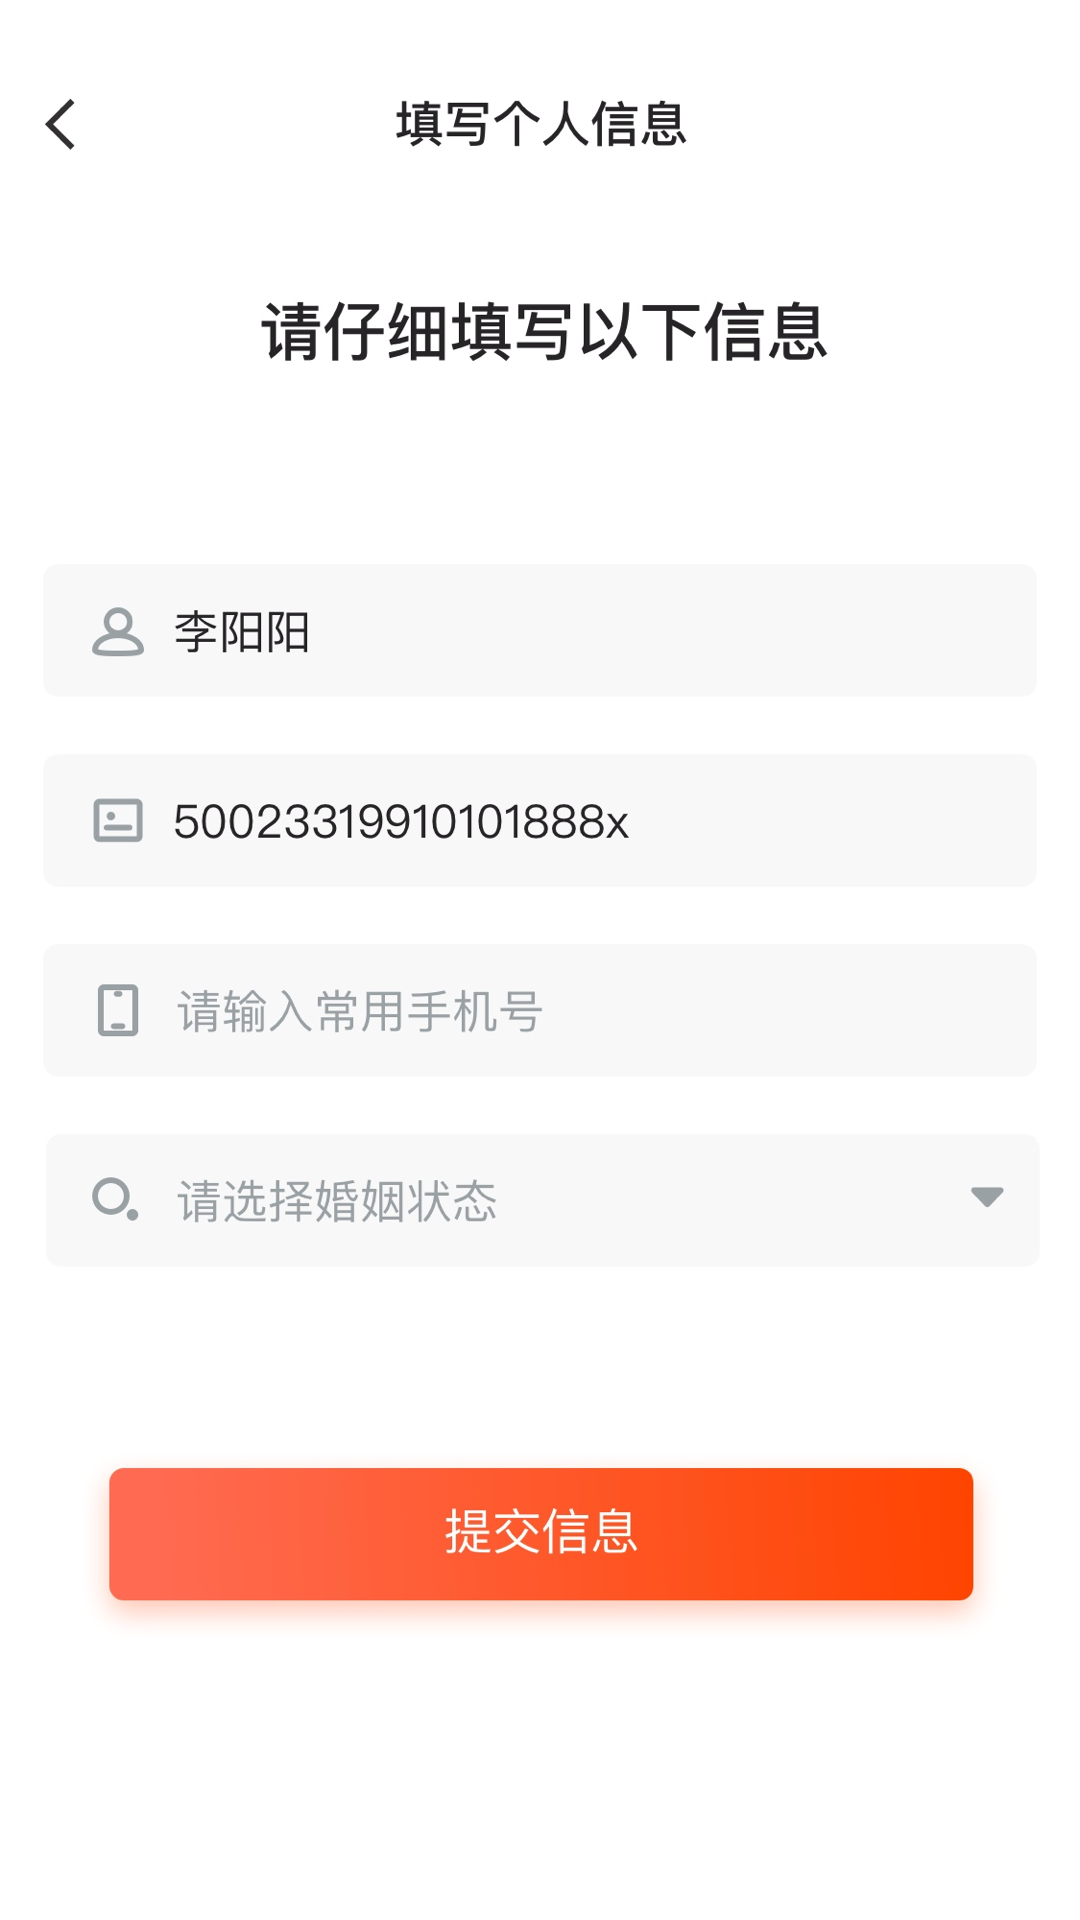 填写个人信息
请仔细填写以下信息
李阳阳
50023319910101888x
请输入常用手机号
请选择婚姻状态
提交信息